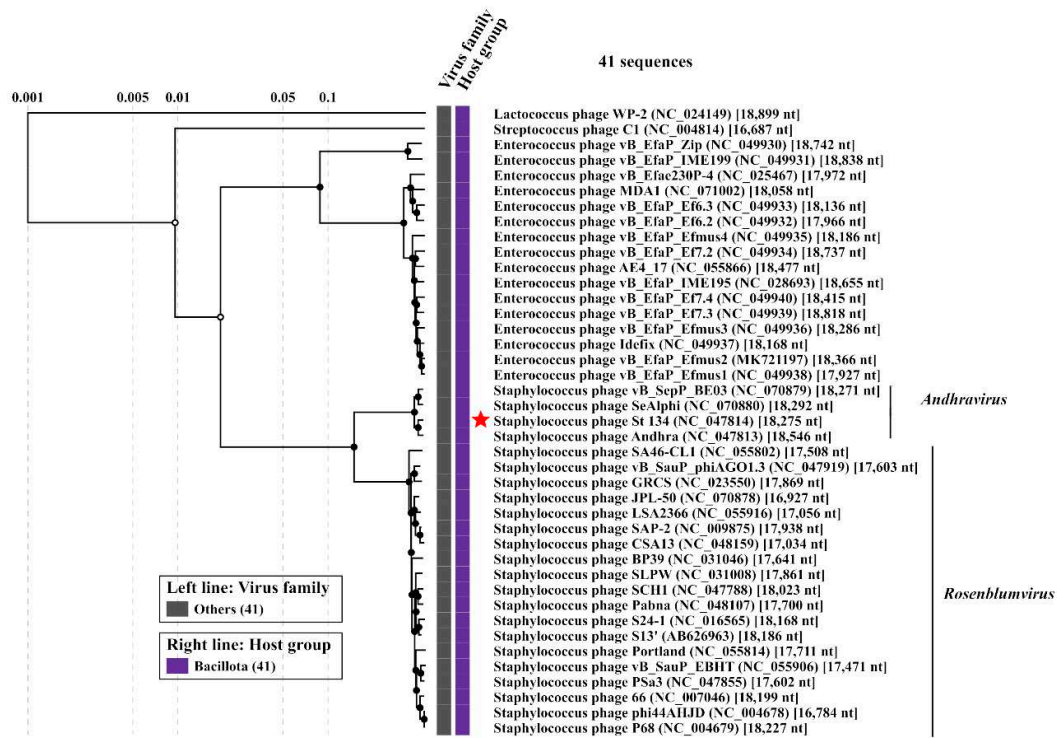 Virus family
Host group
41 sequences
0.001 0.005 0.01 0.05 0.1
Lactococcus phage WP-2 (NC_024149) [18,899 nt]
Streptococcus phage C1 (NC_004814) [16,687 nt]
Enterococcus phage vB_EfaP_Zip (NC_049930) [18,742 nt]
Enterococcus phage vB_EfaP_IME199 (NC_049931) [18,838 nt]
Enterococcus phage vB_Efae230P-4 (NC_025467) [17,972 nt]
Enterococcus phage MDA1 (NC_071002) [18,058 nt]
Enterococcus phage vB_EfaP_Ef6.3 (NC_049933) [18,136 nt]
Enterococcus phage vB_EfaP_Ef6.2 (NC_049932) [17,966 nt]
Enterococcus phage vB_EfaP_Efmus4 (NC_049935) [18,186 nt]
Enterococcus phage vB_EfaP_Ef7.2 (NC_049934) [18,737 nt]
Enterococcus phage AE4_17 (NC_055866) [18,477 nt]
Enterococcus phage vB_EfaP_IME195 (NC_028693) [18,655 nt]
Enterococcus phage vB_EfaP_Ef7.4 (NC_049940) [18,415 nt]
Enterococcus phage vB_EfaP_Ef7.3 (NC_049939) [18,818 nt]
Enterococcus phage vB_EfaP_Efmus3 (NC_049936) [18,286 nt]
Enterococcus phage Idefix (NC_049937) [18,168 nt]
Enterococcus phage vB_EfaP_Efmus2 (MK721197) [18,366 nt]
Enterococcus phage vB_EfaP_Efmus1 (NC_049938) [17,927 nt]
Staphylococcus phage vB_SepP_BE03 (NC_070879) [18,271 nt]
Staphylococcus phage SeAlphi (NC_070880) [18,292 nt]
Staphylococcus phage St 134 (NC_047814) [18,275 nt]
Staphylococcus phage Andhra (NC_047813) [18,546 nt]
Andhravirus
Staphylococcus phage SA46-CL1 (NC_055802) [17,508 nt]
Staphylococcus phage vB_SauP_phiAGO1.3 (NC_047919) [17,603 nt]
Staphylococcus phage GRCS (NC_023550) [17,869 nt]
Staphylococcus phage JPL-50 (NC_070878) [16,927 nt]
Staphylococcus phage LSA2366 (NC_055916) [17,056 nt]
Staphylococcus phage SAP-2 (NC_009875) [17,938 nt]
Staphylococcus phage CSA13 (NC_048159) [17,034 nt]
Staphylococcus phage BP39 (NC_031046) [17,641 nt]
Staphylococcus phage SLPW (NC_031008) [17,861 nt]
Staphylococcus phage SCH1 (NC_047788) [18,023 nt]
Staphylococcus phage Pabna (NC_048107) [17,700 nt]
Staphylococcus phage S24-1 (NC_016565) [18,168 nt]
Staphylococcus phage S13' (AB626963) [18,186 nt]
Staphylococcus phage Portland (NC_055814) [17,711 nt]
Staphylococcus phage vB_SauP_EBHT (NC_055906) [17,471 nt]
Staphylococcus phage PSa3 (NC_047855) [17,602 nt]
Staphylococcus phage 66 (NC_007046) [18,199 nt]
Staphylococcus phage phi44AHJD (NC_004678) [16,784 nt]
Staphylococcus phage P68 (NC_004679) [18,227 nt]
Rosenblumvirus
Left line: Virus family
Others (41)
Right line: Host group
Bacillota (41)